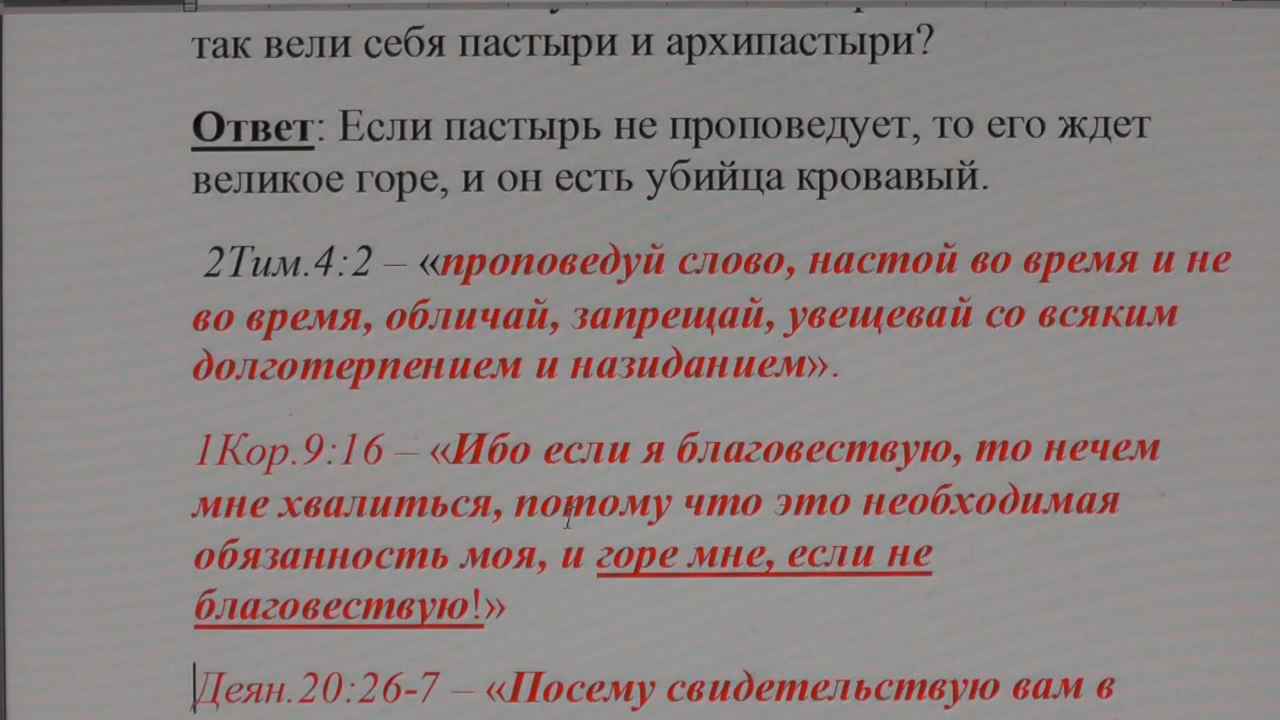 так вели себя пастыри и архипастыри?
Ответ: Если пастырь не проповедует, то его ждет
великое горе, и он есть убийца кровавый.
2Тим.4:2 – «проповедуй слово, настой во время и не
во время, обличай, запрещай, увещевай со всяким
долготерпением и назиданием».
1Кор.9:16 – «Ибо если я благовествую, то нечем
мне хвалиться, потому что это необходимая
обязанность моя, и горе мне, если не
благовествую!»
Деян.20:26-7 – «Посему свидетельствую вам в